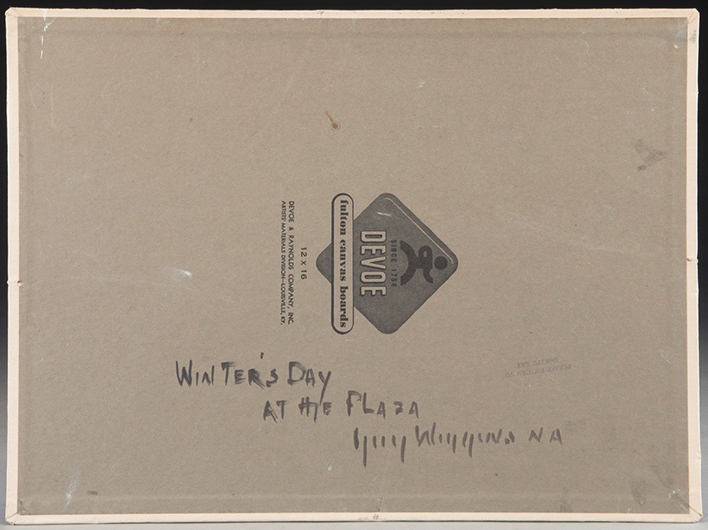 SINCE 1754
DEVOE
fulton canvas boards
12 X 16
DEVOE & RAYNOLDS COMPANY, INC.
ARTISTS' MATERIALS DIVISION—LOUISVILLE, KY.
WINTER'S DAY
AT THE PLAZA
Guy Wiggins NA